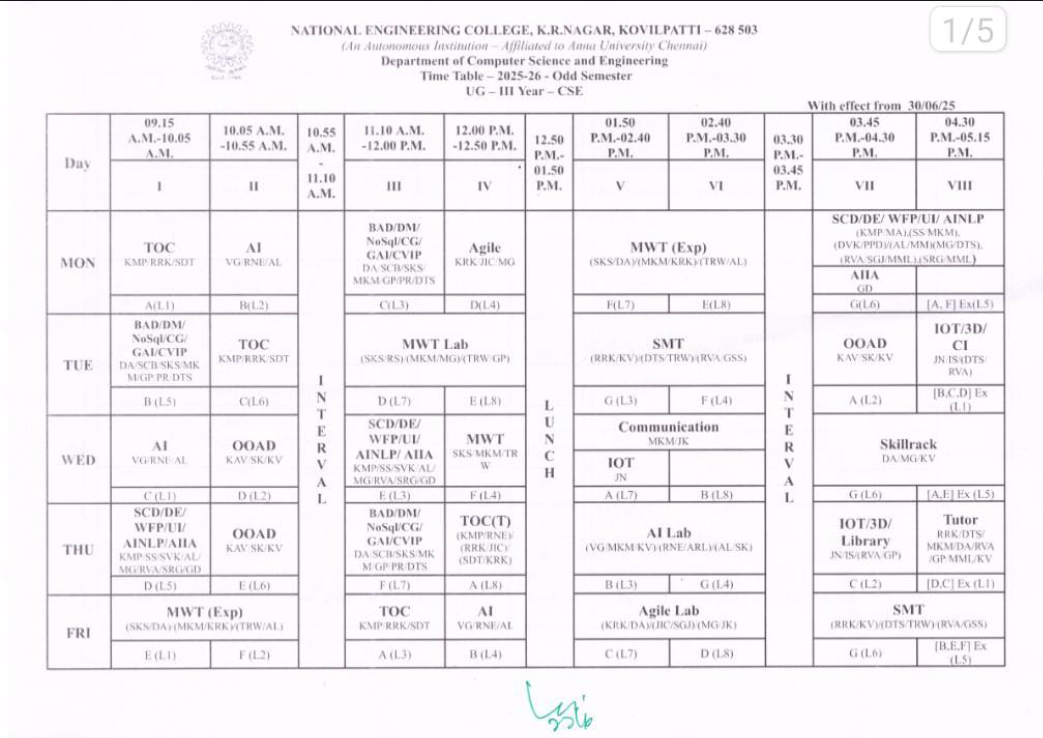 1/5
NATIONAL ENGINEERING COLLEGE, K.R.NAGAR, KOVILPATTI – 628 503
(An Autonomous Institution – Affiliated to Anna University Chennai)
Department of Computer Science and Engineering
Time Table – 2025-26 - Odd Semester
UG – III Year – CSE
With effect from 30/06/25
Day
09.15
A.M.-10.05
A.M.
10.05 A.M.
-10.55 A.M.
10.55
A.M.
-
11.10
A.M.
11.10 A.M.
-12.00 P.M.
12.00 P.M.
-12.50 P.M.
12.50
P.M.-
01.50
P.M.
01.50
P.M.-02.40
P.M.
02.40
P.M.-03.30
P.M.
03.30
P.M.-
03.45
P.M.
03.45
P.M.-04.30
P.M.
04.30
P.M.-05.15
P.M.
I
II
III
IV
V
VI
VII
VIII
MON
TOC
KMP/RRK/SDT
A(L1)
AI
VG/RNE/AL
B(L2)
BAD/DM/
NoSql/CG/
GAI/CVIP
DA/SCB/SKS/
MKM/GP/PR/DTS
C(L3)
Agile
KRK/JIC/MG
D(L4)
MWT (Exp)
(SKS/DA)/(MKM/KRK)/(TRW/AL)
F(L7)
E(L8)
SCD/DE/ WFP/UI/ AINLP
(KMP/MA),(SS/MKM),
(DVK/PPD)/(AL/MM)(MG/DTS),
(RVA/SGJ/MML),(SRG/MML)
AIIA
GD
G(L6)
[A, F] Ex(L5)
TUE
BAD/DM/
NoSql/CG/
GAI/CVIP
DA/SCB/SKS/MK
M/GP/PR/DTS
B (L5)
TOC
KMP/RRK/SDT
C(L6)
MWT Lab
(SKS/RS)/(MKM/MG)/(TRW/GP)
D (L7)
E (L8)
SMT
(RRK/KV)/(DTS/TRW)/(RVA/GSS)
G (L3)
F (L4)
OOAD
KAV/SK/KV
A (L2)
IOT/3D/
CI
JN/IS/(DTS/
RVA)
[B,C,D] Ex
(L1)
WED
AI
VG/RNE/AL
C (L1)
OOAD
KAV/SK/KV
D (L2)
SCD/DE/
WFP/UI/
AINLP/ AIIA
KMP/SS/SVK/AL/
MG/RVA/SRG/GD
E (L3)
MWT
SKS/MKM/TR
W
F (L4)
Communication
MKM/JK
IOT
JN
A (L7)
B (L8)
Skillrack
DA/MG/KV
G (L6)
[A,E] Ex (L5)
THU
SCD/DE/
WFP/UI/
AINLP/AIIA
KMP/SS/SVK/AL/
MG/RVA/SRG/GD
D (L5)
OOAD
KAV/SK/KV
E (L6)
BAD/DM/
NoSql/CG/
GAI/CVIP
DA/SCB/SKS/MK
M/GP/PR/DTS
F (L7)
TOC(T)
(KMP/RNE)/
(RRK/JIC)/
(SDT/KRK)
A (L8)
AI Lab
(VG/MKM/KV)/(RNE/ARL)/(AL/SK)
B (L3)
G (L4)
IOT/3D/
Library
JN/IS/(RVA/GP)
C (L2)
Tutor
RRK/DTS/
MKM/DA/RVA
/GP/MML/KV
[D,C] Ex (L1)
FRI
MWT (Exp)
(SKS/DA)/(MKM/KRK)/(TRW/AL)
E (L1)
F (L2)
TOC
KMP/RRK/SDT
A (L3)
AI
VG/RNE/AL
B (L4)
Agile Lab
(KRK/DA)/(JIC/SGJ)/(MG/JK)
C (L7)
D (L8)
SMT
(RRK/KV)/(DTS/TRW)/(RVA/GSS)
G (L6)
[B,E,F] Ex
(L5)
INTERVAL
LUNCH
INTERVAL